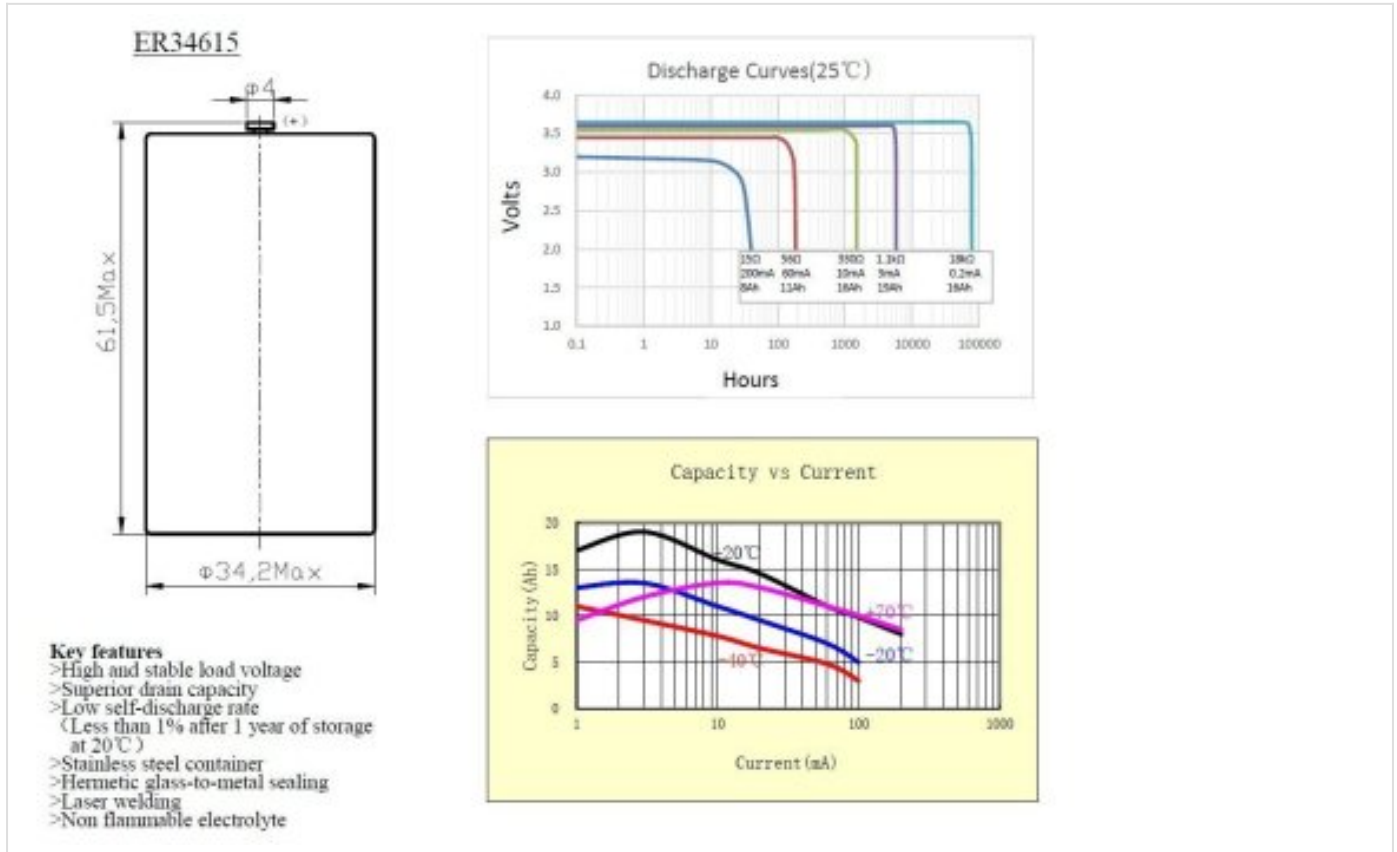 ER34615
φ4
(+)
61,5Max
φ34,2Max
Key features
>High and stable load voltage
>Superior drain capacity
>Low self-discharge rate
(Less than 1% after 1 year of storage
at 20℃)
>Stainless steel container
>Hermetic glass-to-metal sealing
>Laser welding
>Non flammable electrolyte
Discharge Curves(25℃)
Volts
4.0
3.5
3.0
2.5
2.0
1.5
1.0
15Ω 56Ω 330Ω 1.1kΩ 18kΩ
200mA 60mA 10mA 3mA 0.2mA
8Ah 11Ah 16Ah 19Ah 16Ah
0.1 1 10 100 1000 10000 100000
Hours
Capacity vs Current
Capacity(Ah)
20
15
10
5
0
-20℃
+70℃
-20℃
-40℃
1 10 100 1000
Current(mA)